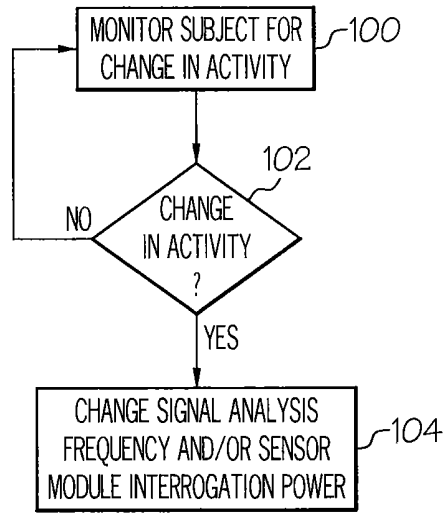 MONITOR SUBJECT FOR
CHANGE IN ACTIVITY
100
102
CHANGE
IN ACTIVITY
?
NO
YES
CHANGE SIGNAL ANALYSIS
FREQUENCY AND/OR SENSOR
MODULE INTERROGATION POWER
104